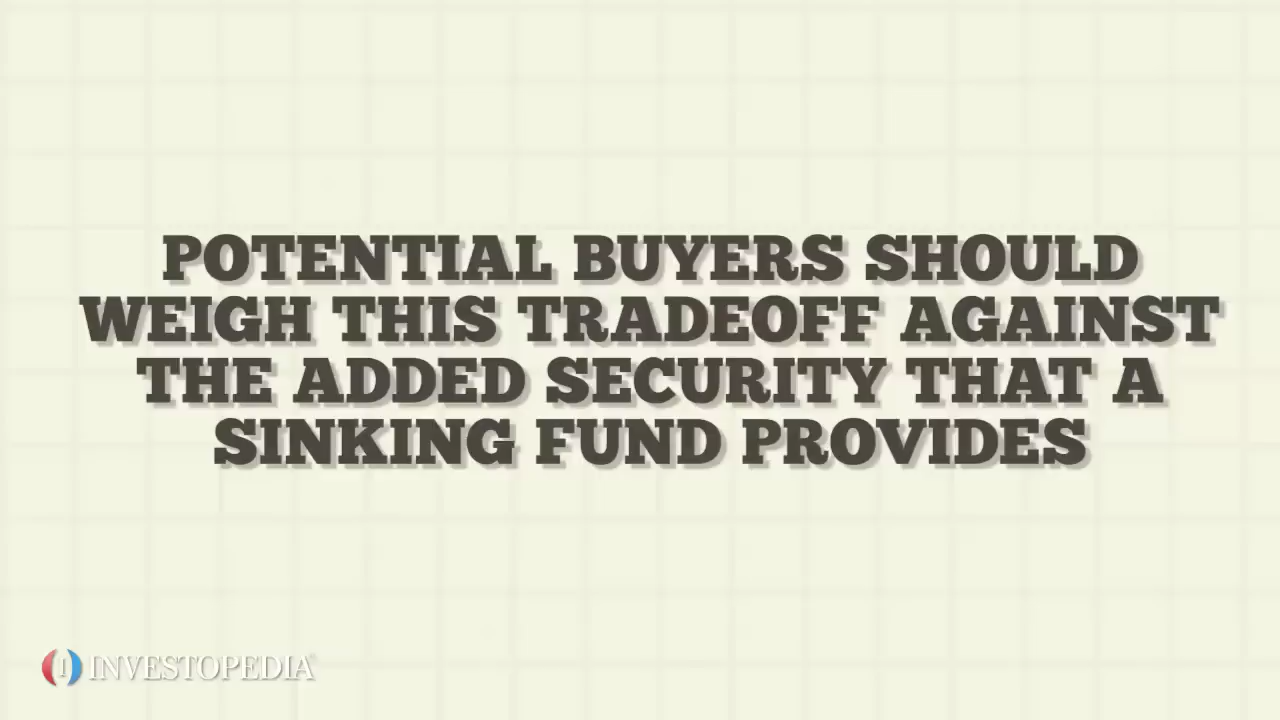 POTENTIAL BUYERS SHOULD
WEIGH THIS TRADEOFF AGAINST
THE ADDED SECURITY THAT A
SINKING FUND PROVIDES
INVESTOPEDIA